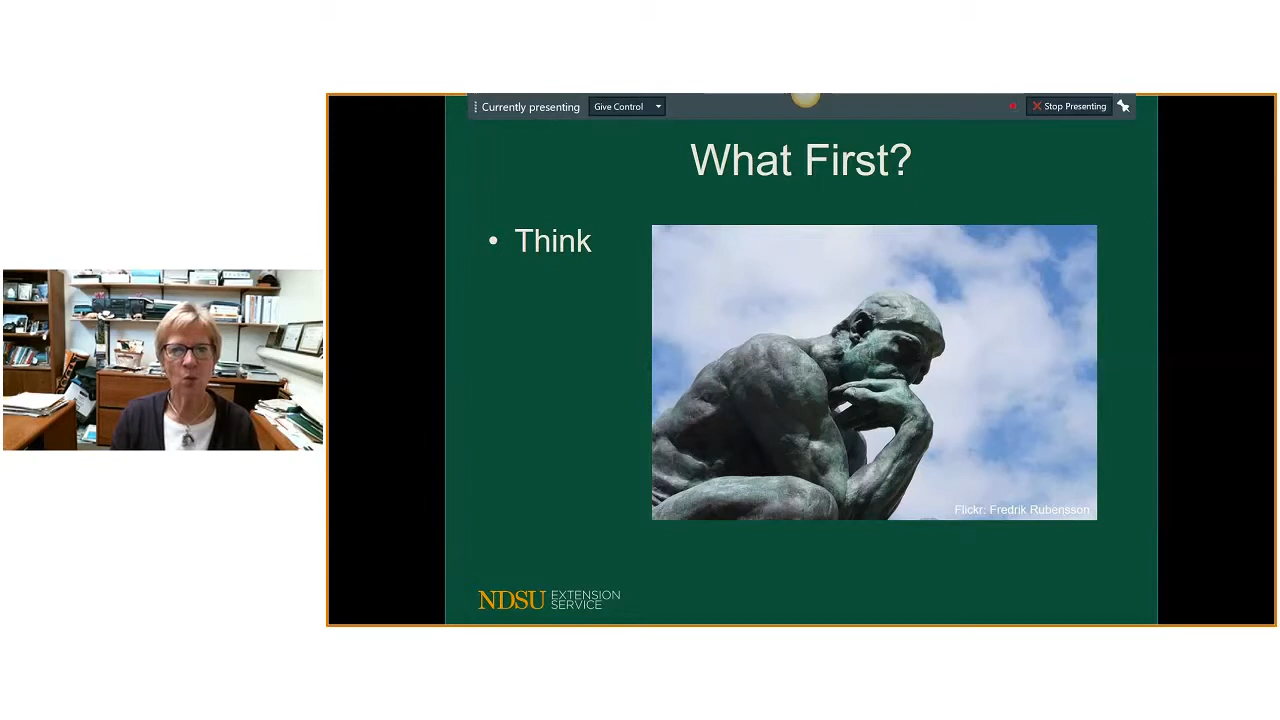 Currently presenting
Give Control
Stop Presenting
What First?
• Think
Flickr: Fredrik Rubensson
NDSU EXTENSION
SERVICE